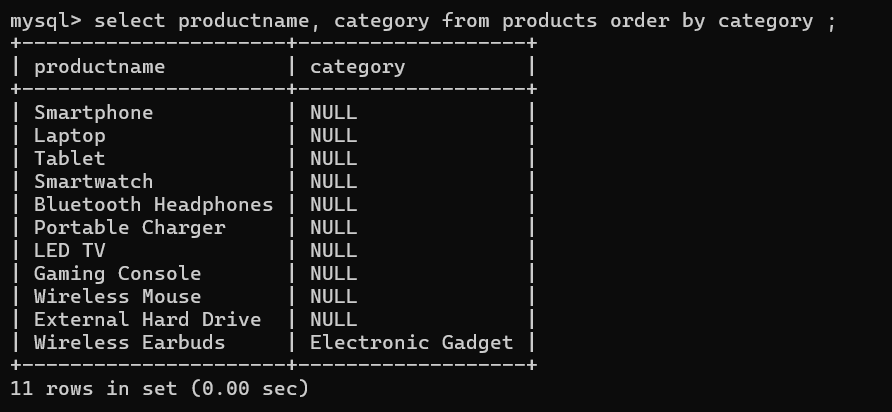 mysql> select productname, category from products order by category ;
+----------------------+-------------------+
| productname          | category          |
+----------------------+-------------------+
| Smartphone           | NULL              |
| Laptop               | NULL              |
| Tablet               | NULL              |
| Smartwatch           | NULL              |
| Bluetooth Headphones | NULL              |
| Portable Charger     | NULL              |
| LED TV               | NULL              |
| Gaming Console       | NULL              |
| Wireless Mouse       | NULL              |
| External Hard Drive  | NULL              |
| Wireless Earbuds     | Electronic Gadget |
+----------------------+-------------------+
11 rows in set (0.00 sec)